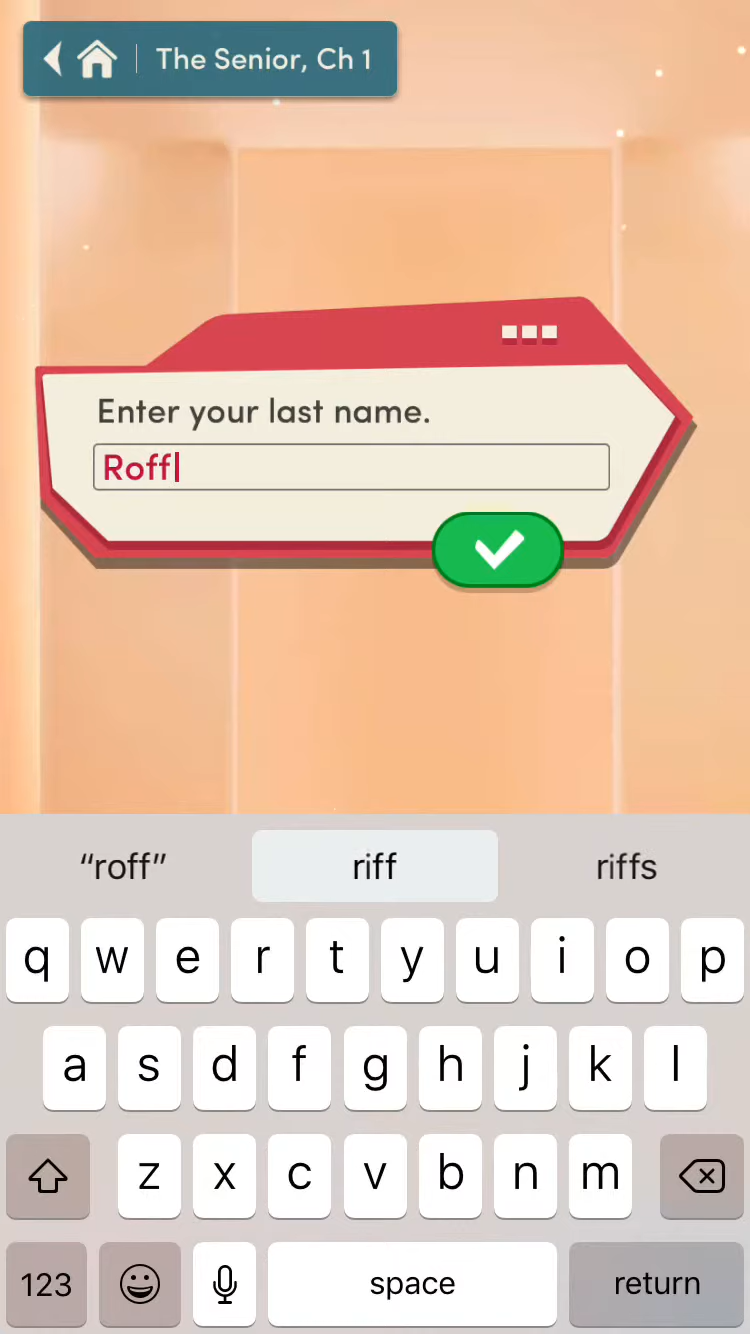 The Senior, Ch 1
Enter your last name.
Roff
“roff” riff riffs
q w e r t y u i o p
a s d f g h j k l
z x c v b n m
123 space return